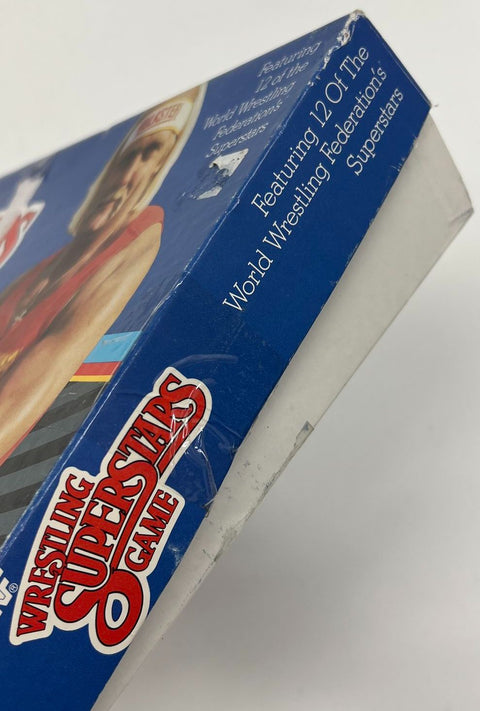 Featuring
12 of the
World Wrestling
Federation's
Superstars
Featuring 12 Of The
World Wrestling Federation's
Superstars
WRESTLING
SUPERSTARS
GAME
®